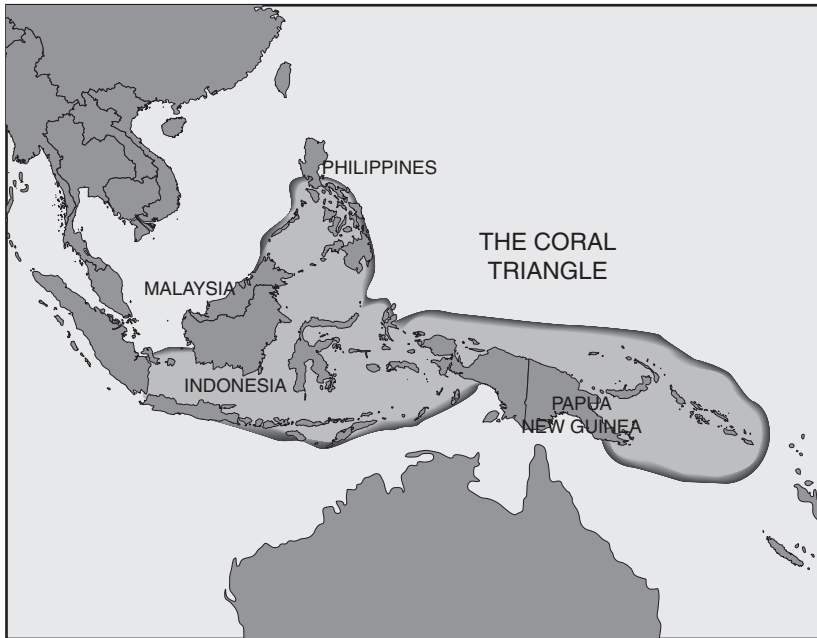 PHILIPPINES
THE CORAL
TRIANGLE
MALAYSIA
INDONESIA
PAPUA
NEW GUINEA